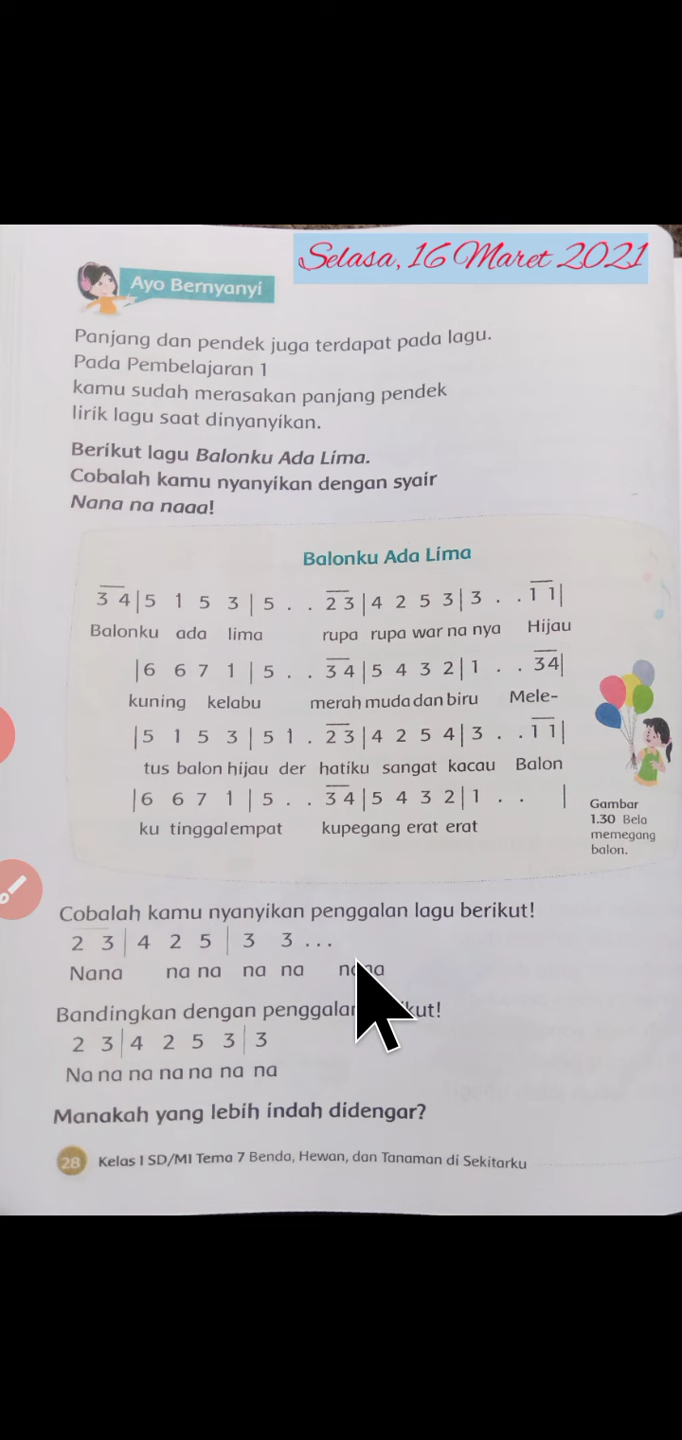 Selasa, 16 Maret 2021
Ayo Bernyanyi
Panjang dan pendek juga terdapat pada lagu.
Pada Pembelajaran 1
kamu sudah merasakan panjang pendek
lirik lagu saat dinyanyikan.
Berikut lagu Balonku Ada Lima.
Cobalah kamu nyanyikan dengan syair
Nana na naaa!
Balonku Ada Lima
3 4 | 5 1 5 3 | 5 . . 2 3 | 4 2 5 3 | 3 . . 1 1 |
Balonku ada lima rupa rupa war na nya Hijau
| 6 6 7 1 | 5 . . 3 4 | 5 4 3 2 | 1 . . 3 4 |
kuning kelabu merah muda dan biru Mele-
| 5 1 5 3 | 5 1 . 2 3 | 4 2 5 4 | 3 . . 1 1 |
tus balon hijau der hatiku sangat kacau Balon
| 6 6 7 1 | 5 . . 3 4 | 5 4 3 2 | 1 . . |
ku tinggal empat kupegang erat erat
Gambar
1.30 Bela
memegang
balon.
Cobalah kamu nyanyikan penggalan lagu berikut!
2 3 | 4 2 5 | 3 3 ...
Nana na na na na
Bandingkan dengan
2 3 | 4 2 5 3 | 3
Na na na na na na na
Manakah yang lebih indah didengar?
28 Kelas I SD/MI Tema 7 Benda, Hewan, dan Tanaman di Sekitarku